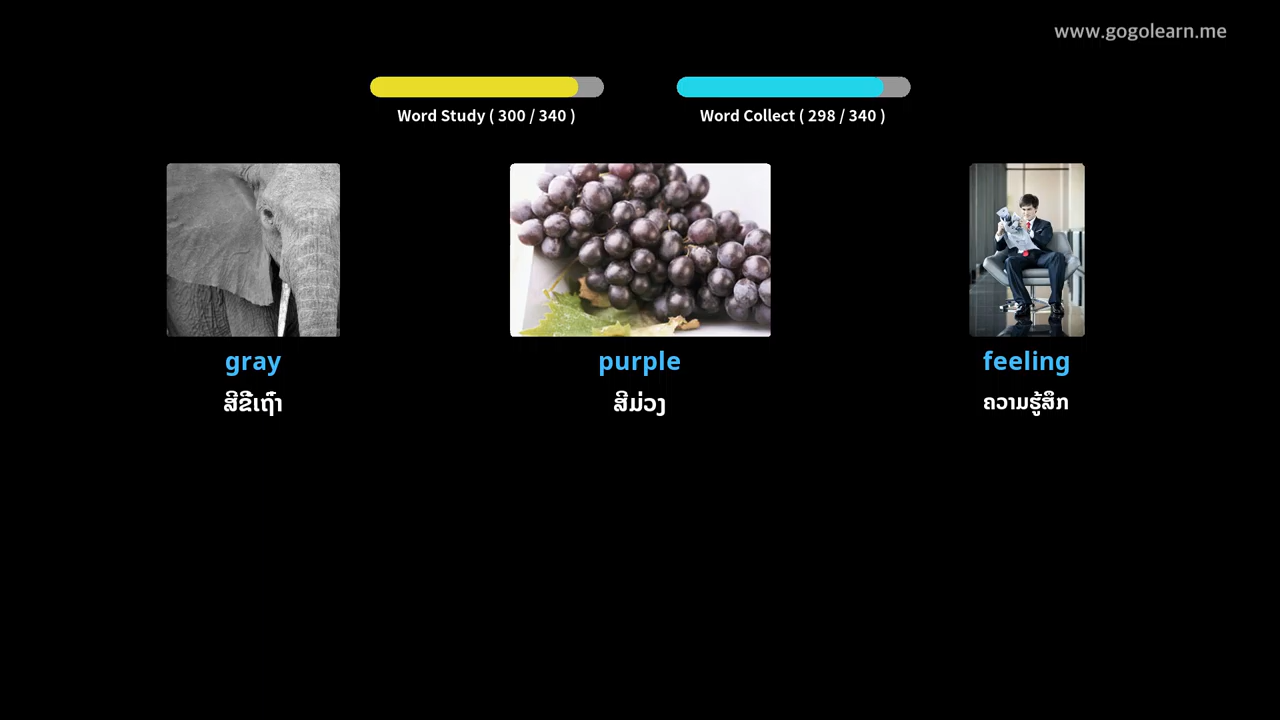 www.gogolearn.me
Word Study ( 300 / 340 )
Word Collect ( 298 / 340 )
gray
purple
feeling
ສີຂີ້ເຖົ່າ
ສີມ່ວງ
ຄວາມຮູ້ສຶກ